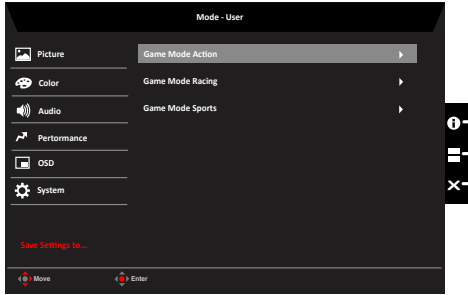 Mode - User
Picture
Game Mode Action
Color
Game Mode Racing
Audio
Game Mode Sports
Pertormance
OSD
System
Save Settings to...
Move
Enter